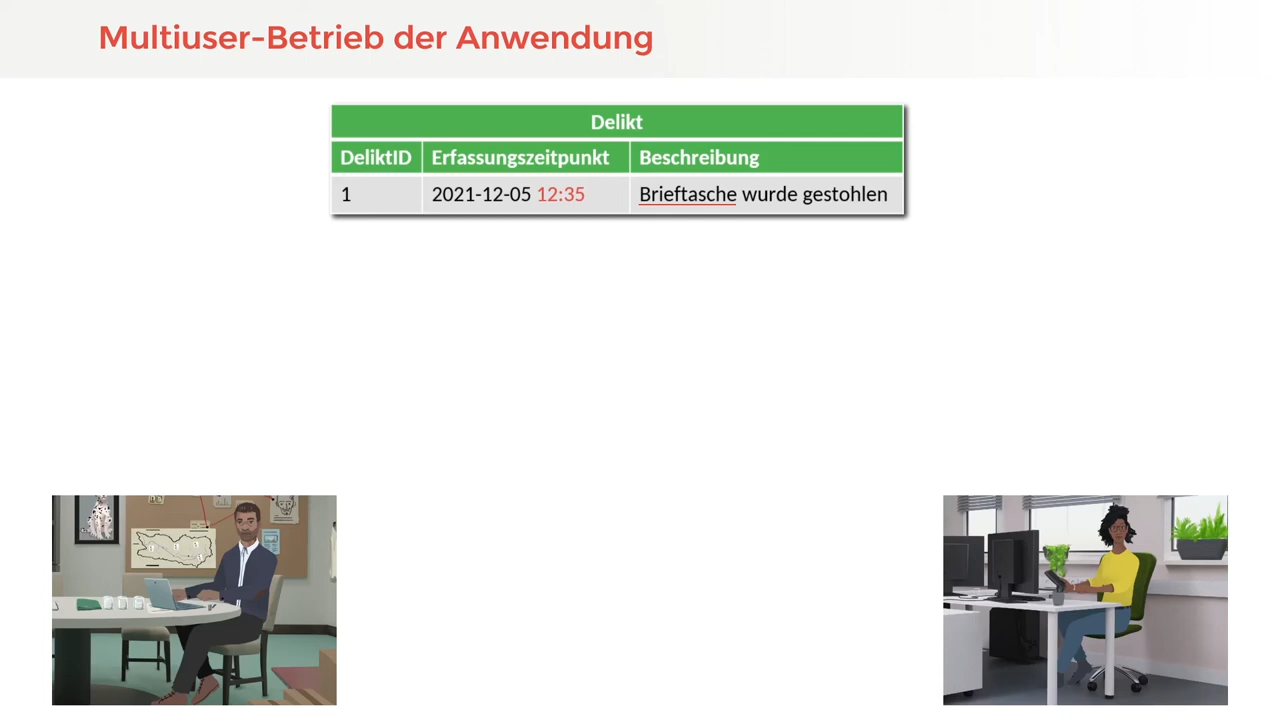 Multiuser-Betrieb der Anwendung
Delikt
DeliktID Erfassungszeitpunkt Beschreibung
1 2021-12-05 12:35 Brieftasche wurde gestohlen